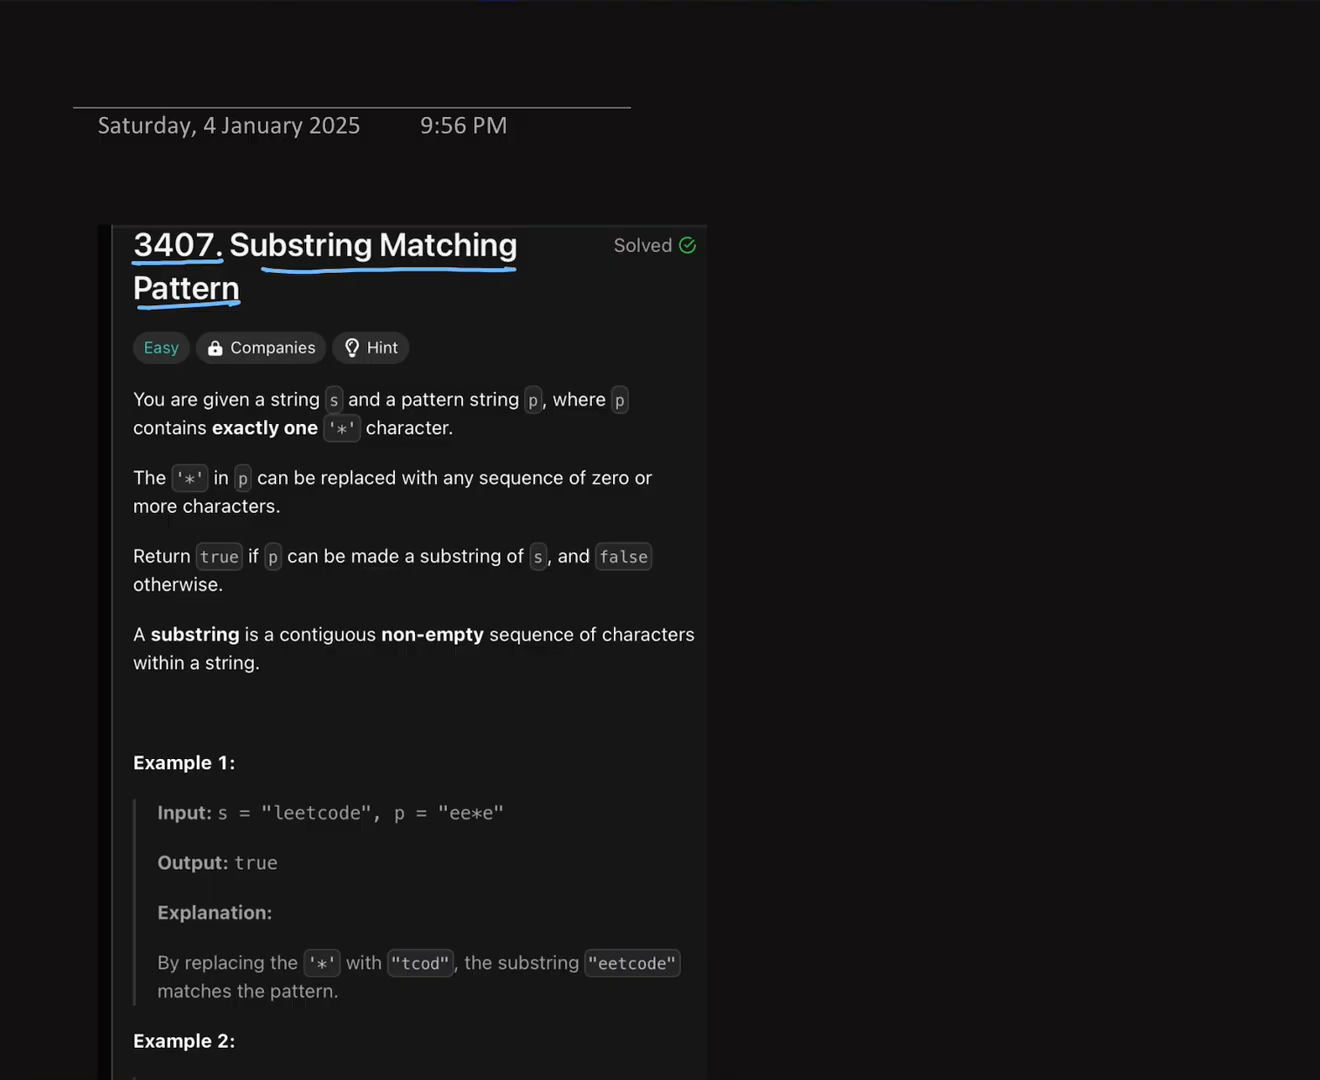 Saturday, 4 January 2025 9:56 PM
3407. Substring Matching Solved
Pattern
Easy Companies Hint
You are given a string s and a pattern string p, where p
contains exactly one '*' character.
The '*' in p can be replaced with any sequence of zero or
more characters.
Return true if p can be made a substring of s, and false
otherwise.
A substring is a contiguous non-empty sequence of characters
within a string.
Example 1:
Input: s = "leetcode", p = "ee*e"
Output: true
Explanation:
By replacing the '*' with "tcod", the substring "eetcode"
matches the pattern.
Example 2: